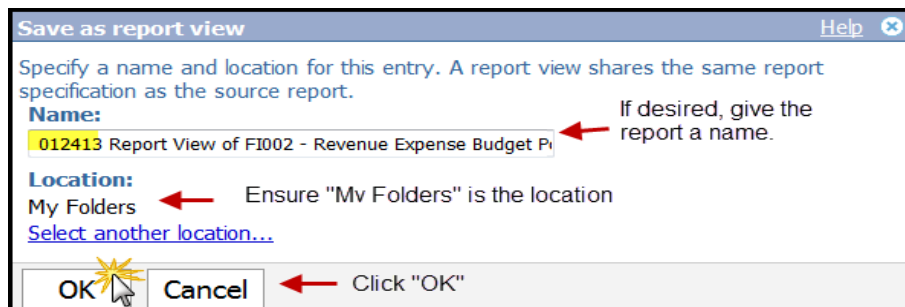 Save as report view Help
Specify a name and location for this entry. A report view shares the same report
specification as the source report.
Name:
If desired, give the
report a name.
012413 Report View of FI002 - Revenue Expense Budget
Location:
Ensure "My Folders" is the location
My Folders
Select another location...
OK Cancel Click "OK"